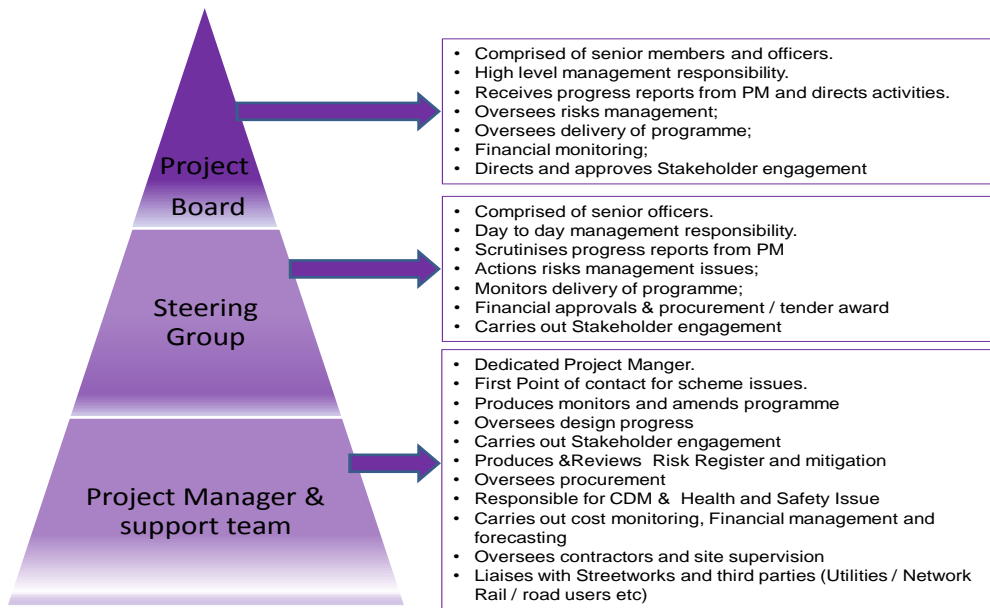 Project
Board
• Comprised of senior members and officers.
• High level management responsibility.
• Receives progress reports from PM and directs activities.
• Oversees risks management;
• Oversees delivery of programme;
• Financial monitoring;
• Directs and approves Stakeholder engagement
Steering
Group
• Comprised of senior officers.
• Day to day management responsibility.
• Scrutinises progress reports from PM
• Actions risks management issues;
• Monitors delivery of programme;
• Financial approvals & procurement / tender award
• Carries out Stakeholder engagement
Project Manager &
support team
• Dedicated Project Manger.
• First Point of contact for scheme issues.
• Produces monitors and amends programme
• Oversees design progress
• Carries out Stakeholder engagement
• Produces &Reviews Risk Register and mitigation
• Oversees procurement
• Responsible for CDM & Health and Safety Issue
• Carries out cost monitoring, Financial management and
forecasting
• Oversees contractors and site supervision
• Liaises with Streetworks and third parties (Utilities / Network
Rail / road users etc)